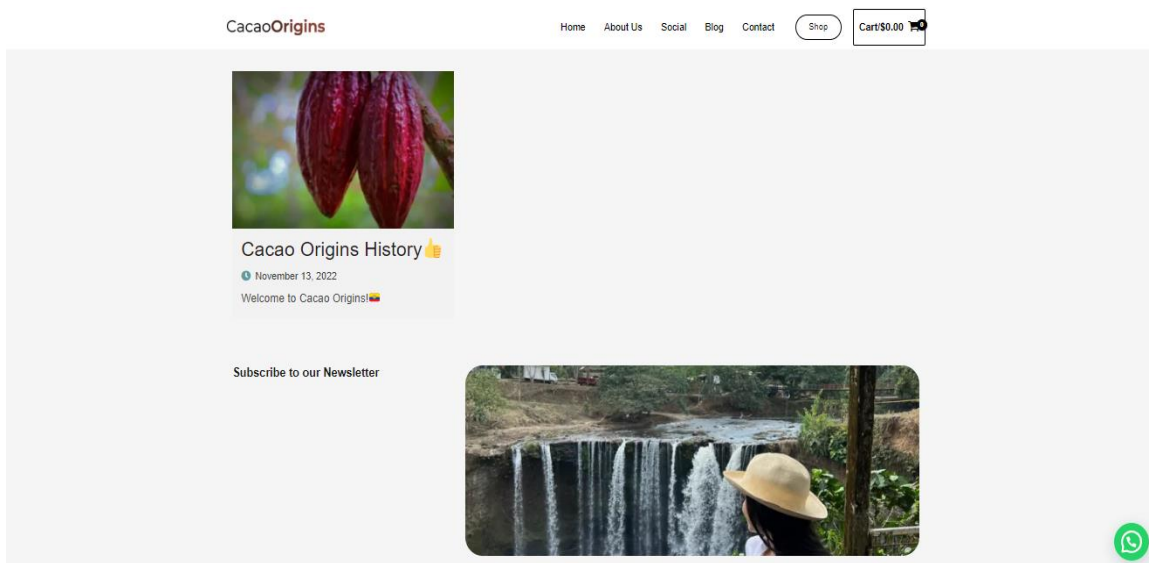 CacaoOrigins
Home About Us Social Blog Contact Shop Cart/$0.00 0
Cacao Origins History👍
November 13, 2022
Welcome to Cacao Origins!🇪🇨
Subscribe to our Newsletter